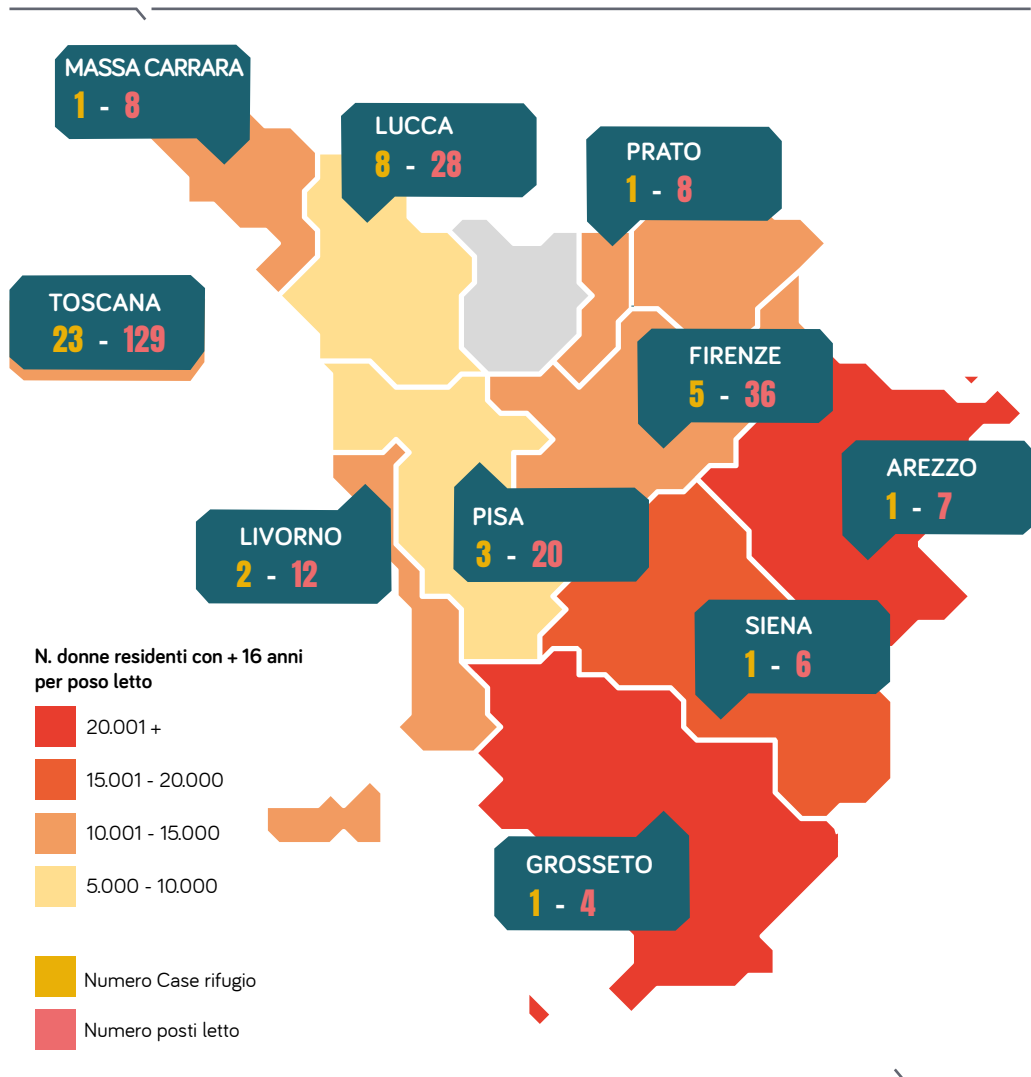 MASSA CARRARA
1 - 8
LUCCA
8 - 28
PRATO
1 - 8
TOSCANA
23 - 129
FIRENZE
5 - 36
AREZZO
1 - 7
PISA
3 - 20
LIVORNO
2 - 12
SIENA
1 - 6
GROSSETO
1 - 4
N. donne residenti con + 16 anni
per poso letto
20.001 +
15.001 - 20.000
10.001 - 15.000
5.000 - 10.000
Numero Case rifugio
Numero posti letto